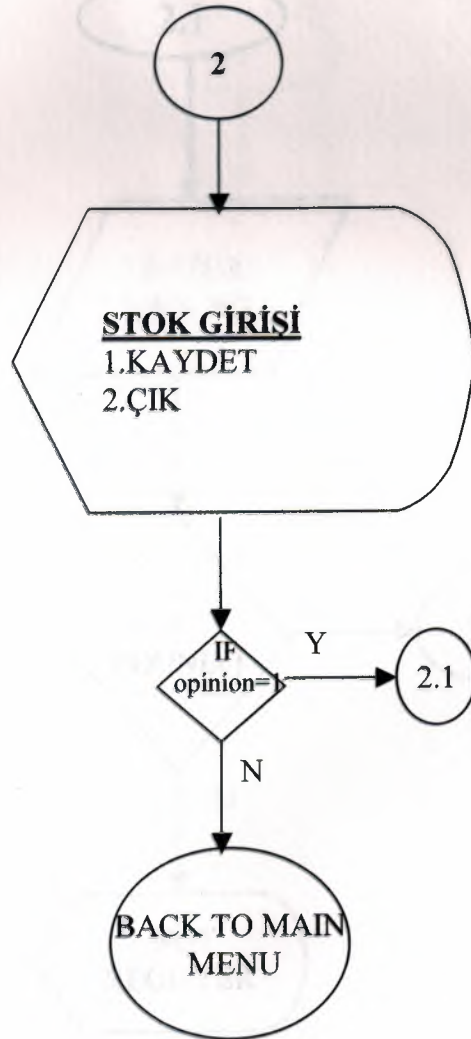 2
STOK GİRİŞİ
1.KAYDET
2.ÇIK
IF
opinion=1
Y
2.1
N
BACK TO MAIN
MENU